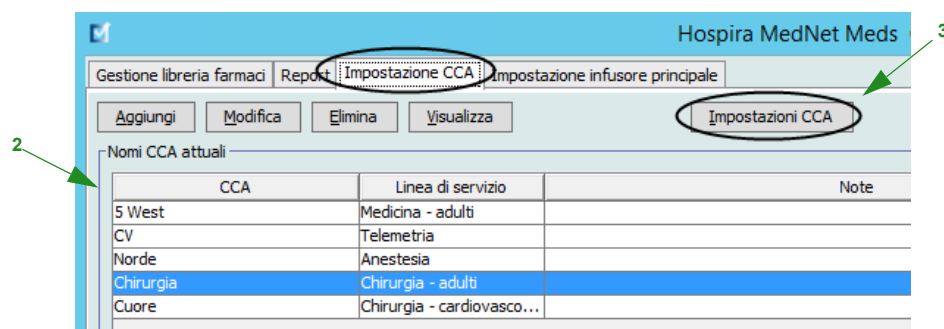 Hospira MedNet Meds
3
Gestione libreria farmaci Report Impostazione CCA Impostazione infusore principale
Aggiungi Modifica Elimina Visualizza Impostazioni CCA
2
Nomi CCA attuali
CCA Linea di servizio Note
5 West Medicina - adulti
CV Telemetria
Norde Anestesia
Chirurgia Chirurgia - adulti
Cuore Chirurgia - cardiovasco...